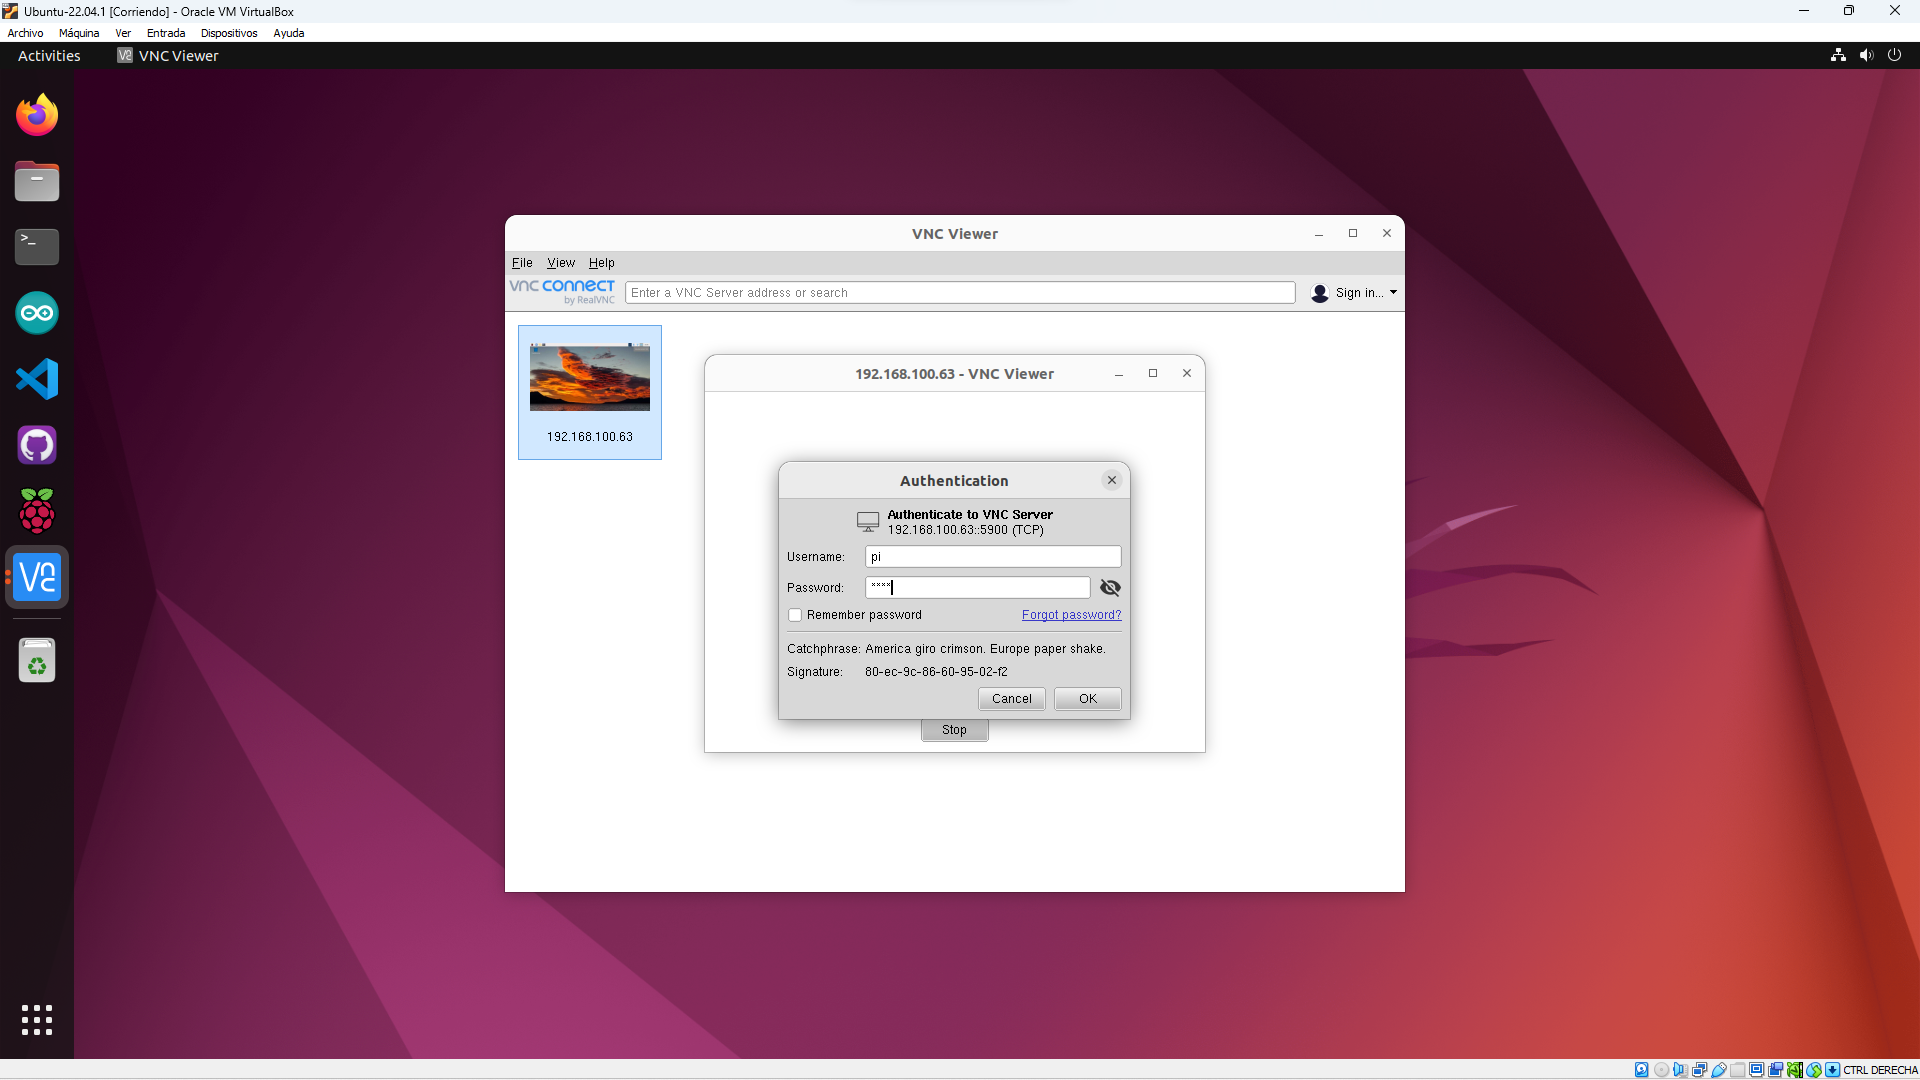 Ubuntu-22.04.1 [Corriendo] - Oracle VM VirtualBox
Archivo Máquina Ver Entrada Dispositivos Ayuda
Activities VNC Viewer
VNC Viewer
File View Help
vnc connect
by RealVNC
Enter a VNC Server address or search
Sign in...
192.168.100.63
192.168.100.63 - VNC Viewer
Authentication
Authenticate to VNC Server
192.168.100.63::5900 (TCP)
Username: pi
Password: ****
Remember password Forgot password?
Catchphrase: America giro crimson. Europe paper shake.
Signature: 80-ec-9c-86-60-95-02-f2
Cancel OK
Stop
CTRL DERECHA